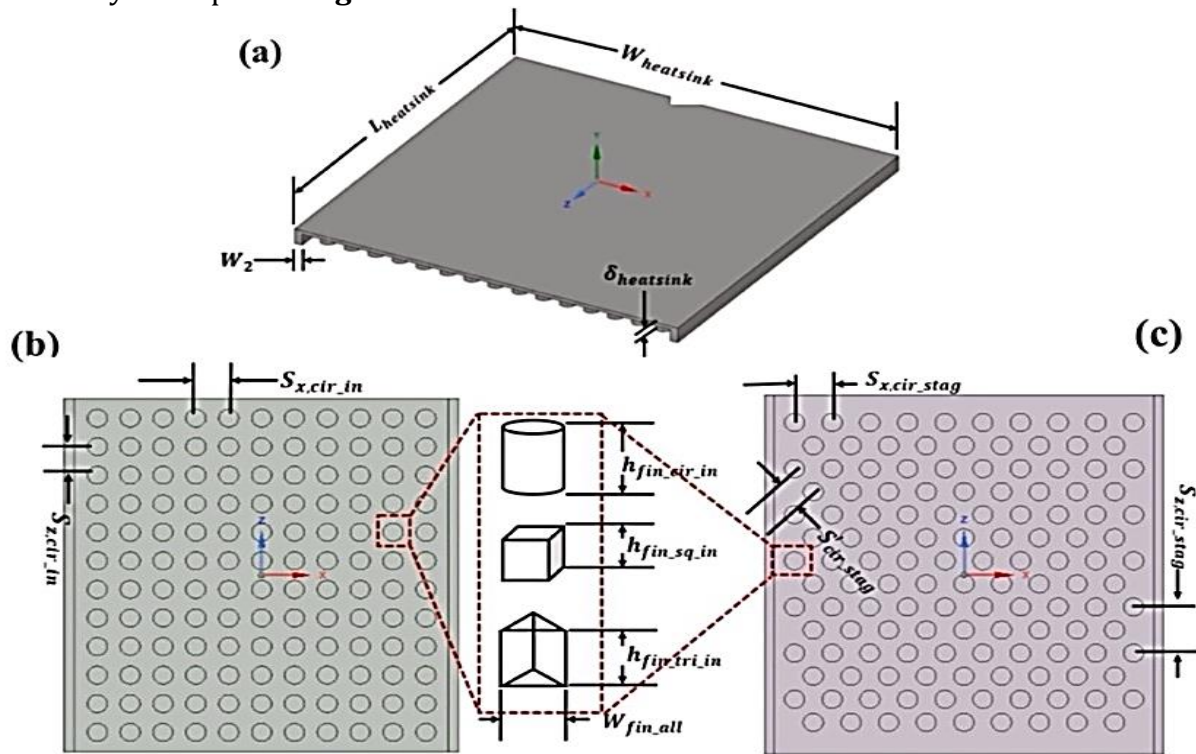 (a)
W_heatsink
L_heatsink
Y
X
Z
W_2
δ_heatsink
(b)
(c)
S_x,cir_in
S_x,cir_stag
S_z,cir_in
h_fin_cir_in
h_fin_sq_in
h_fin_tri_in
W_fin_all
S'_cir_stag
S_z,cir_stag
z
x
z
x